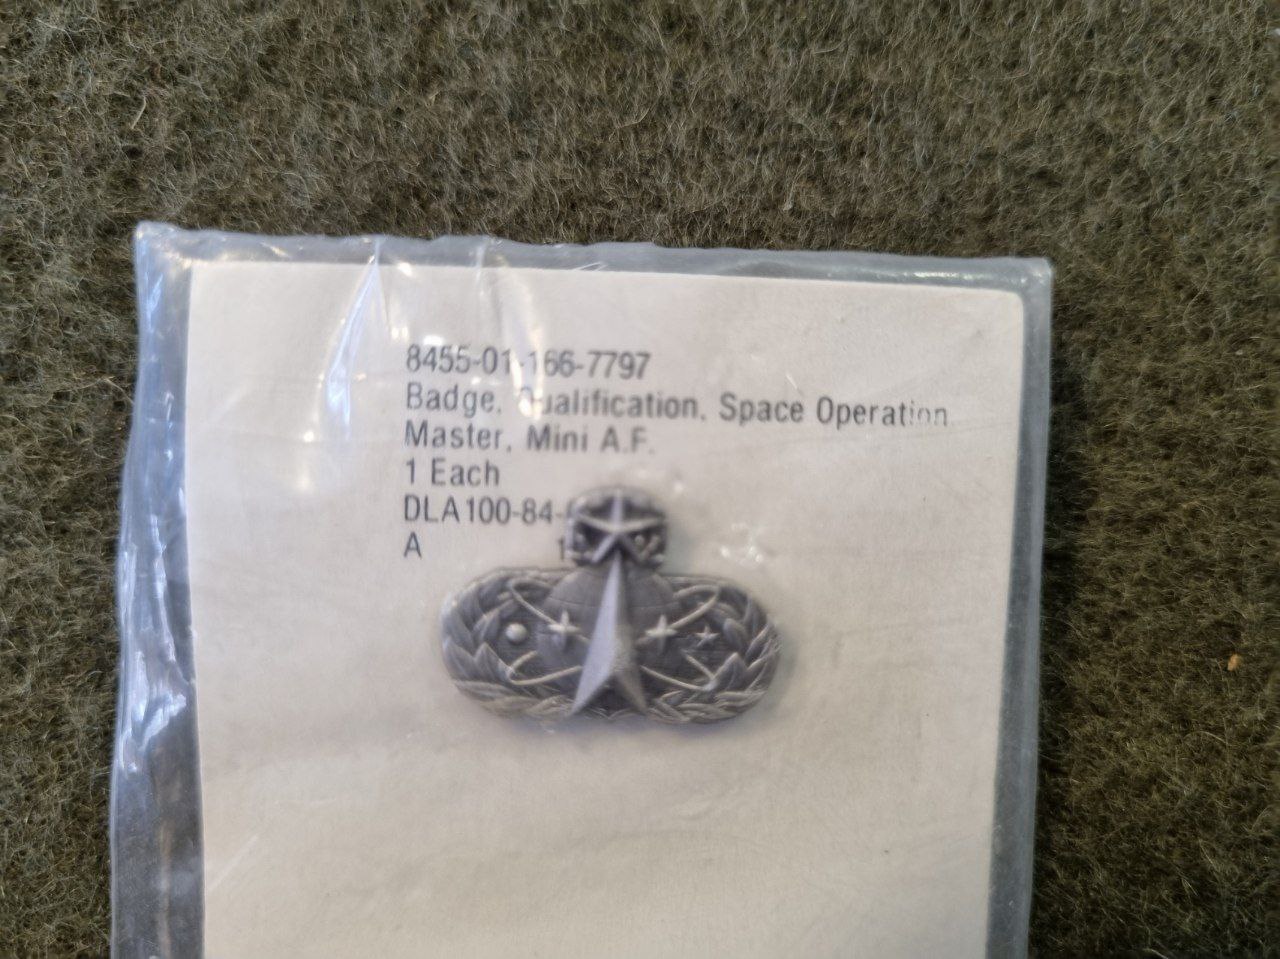 8455-01-166-7797
Badge, Qualification, Space Operation,
Master, Mini A.F.
1 Each
DLA100-84-
A